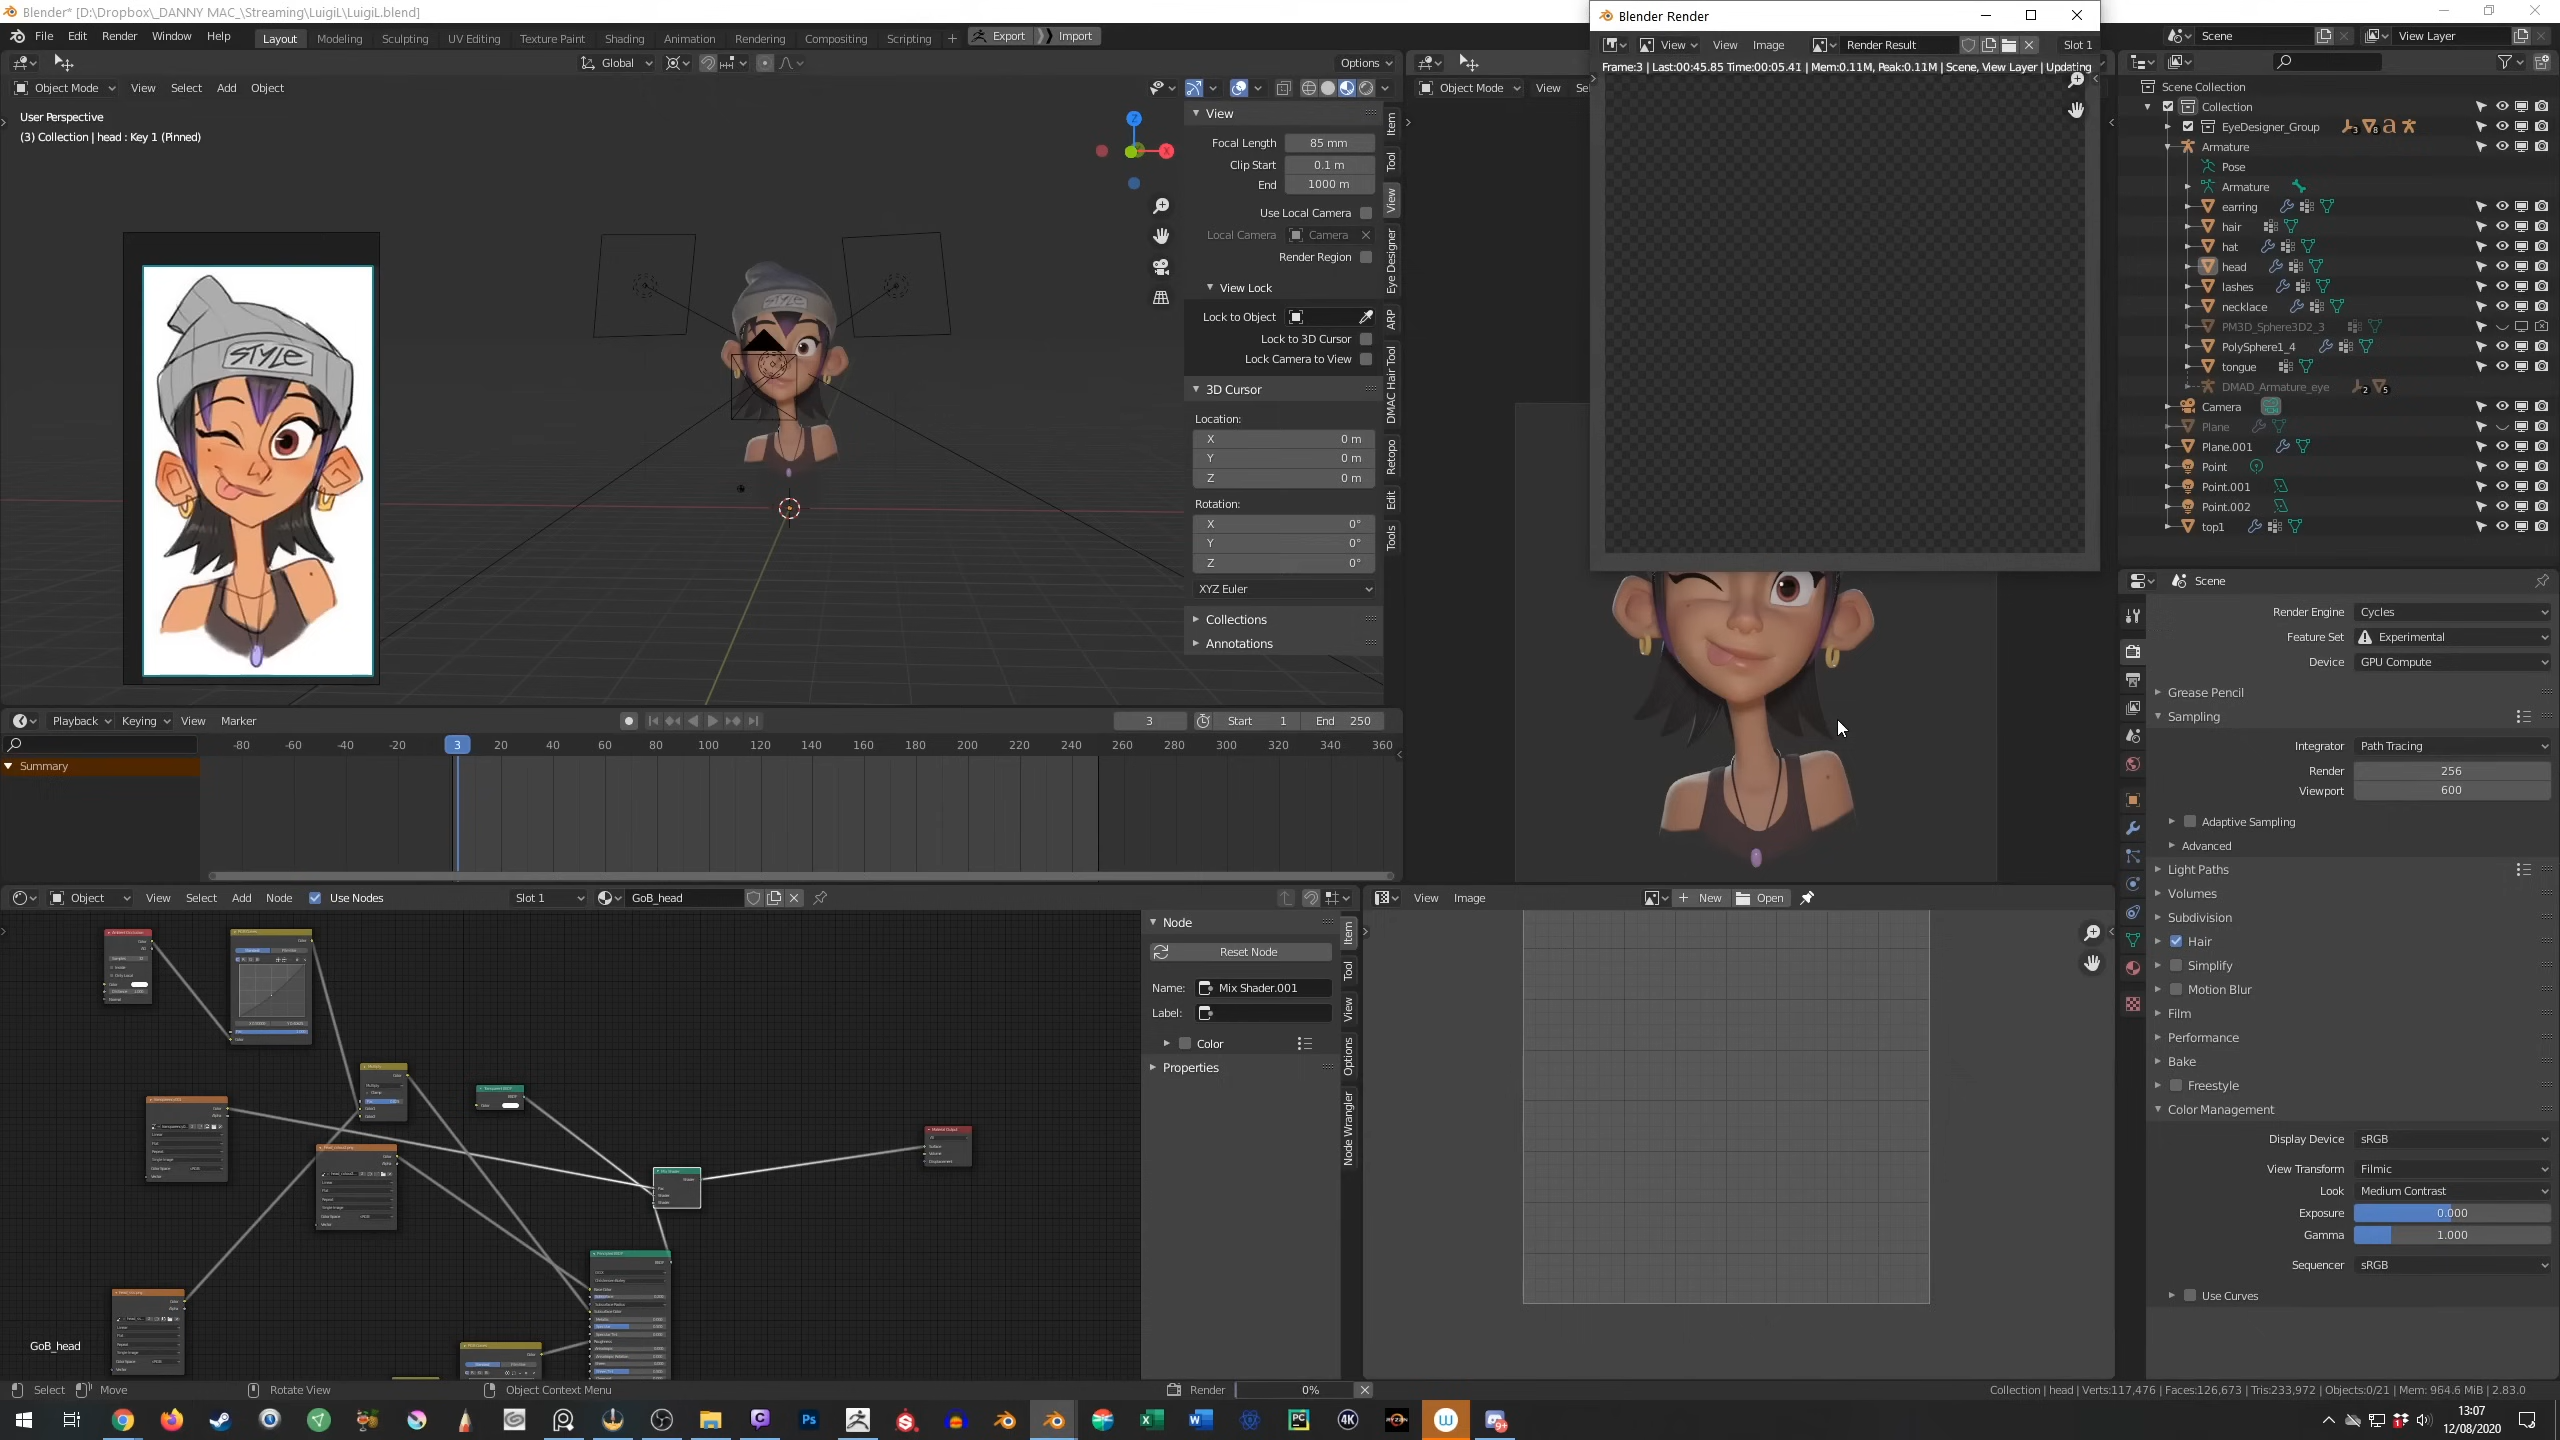 Blender* [D:\Dropbox\_DANNY MAC_\Streaming\LuigiL\LuigiL.blend]
File Edit Render Window Help Layout Modeling Sculpting UV Editing Texture Paint Shading Animation Rendering Compositing Scripting + Export Import
Scene View Layer
Global Options
Object Mode View Select Add Object
User Perspective
(3) Collection | head : Key 1 (Pinned)
STYLE
View
Focal Length 85 mm
Clip Start 0.1 m
End 1000 m
Use Local Camera
Local Camera Camera
Render Region
View Lock
Lock to Object
Lock to 3D Cursor
Lock Camera to View
3D Cursor
Location:
X 0 m
Y 0 m
Z 0 m
Rotation:
X 0°
Y 0°
Z 0°
XYZ Euler
Collections
Annotations
Item
Tool
View
Eye Designer
ARP
DMAC Hair Tool
Retopo
Edit
Tools
Object Mode View
Blender Render
View View Image Render Result Slot 1
Frame:3 | Last:00:45.85 Time:00:05.41 | Mem:0.11M, Peak:0.11M | Scene, View Layer | Updating
Scene Collection
Collection
EyeDesigner_Group
Armature
Pose
Armature
earring
hair
hat
head
lashes
necklace
PM3D_Sphere3D2_3
PolySphere1_4
tongue
DMAD_Armature_eye
Camera
Plane
Plane.001
Point
Point.001
Point.002
top1
Scene
Render Engine Cycles
Feature Set Experimental
Device GPU Compute
Grease Pencil
Sampling
Integrator Path Tracing
Render 256
Viewport 600
Adaptive Sampling
Advanced
Light Paths
Volumes
Subdivision
Hair
Simplify
Motion Blur
Film
Performance
Bake
Freestyle
Color Management
Display Device sRGB
View Transform Filmic
Look Medium Contrast
Exposure 0.000
Gamma 1.000
Sequencer sRGB
Use Curves
Playback Keying View Marker 3 Start 1 End 250
-80 -60 -40 -20 3 20 40 60 80 100 120 140 160 180 200 220 240 260 280 300 320 340 360
Summary
Object View Select Add Node Use Nodes Slot 1 GoB_head
Node
Reset Node
Name: Mix Shader.001
Label:
Color
Properties
Item
Tool
View
Options
Node Wrangler
GoB_head
View Image New Open
Select Move Rotate View Object Context Menu Render 0%
Collection | head | Verts:117,476 | Faces:126,673 | Tris:233,972 | Objects:0/21 | Mem: 964.6 MiB | 2.83.0
13:07
12/08/2020